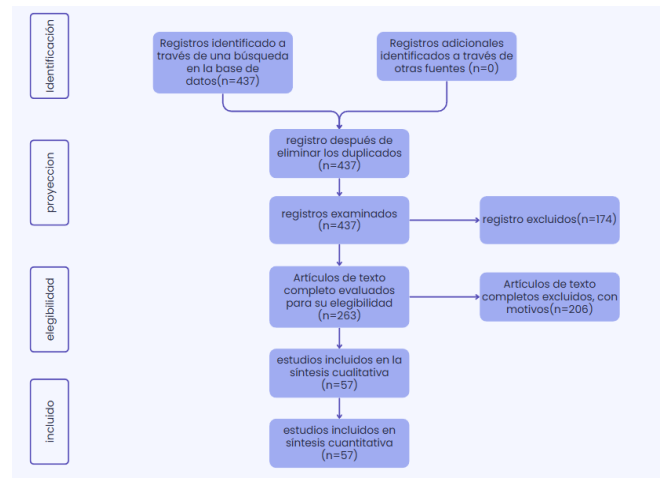 Identificación
Registros identificado a
través de una búsqueda
en la base de
datos(n=437)
Registros adicionales
identificados a través de
otras fuentes (n=0)
proyeccion
registro después de
eliminar los duplicados
(n=437)
registros examinados
(n=437)
registro excluidos(n=174)
elegibilidad
Articulos de texto
completo evaluados
para su elegibilidad
(n=263)
Articulos de texto
completos excluidos, con
motivos(n=206)
estudios incluidos en la
síntesis cualitativa
(n=57)
incluido
estudios incluidos en
síntesis cuantitativa
(n=57)